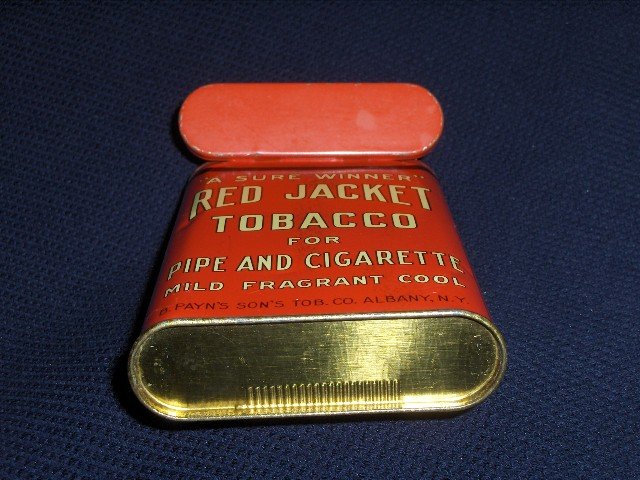 "A SURE WINNER"
RED JACKET
TOBACCO
FOR
PIPE AND CIGARETTE
MILD FRAGRANT COOL
B. PAYN'S SON'S TOB. CO. ALBANY, N.Y.